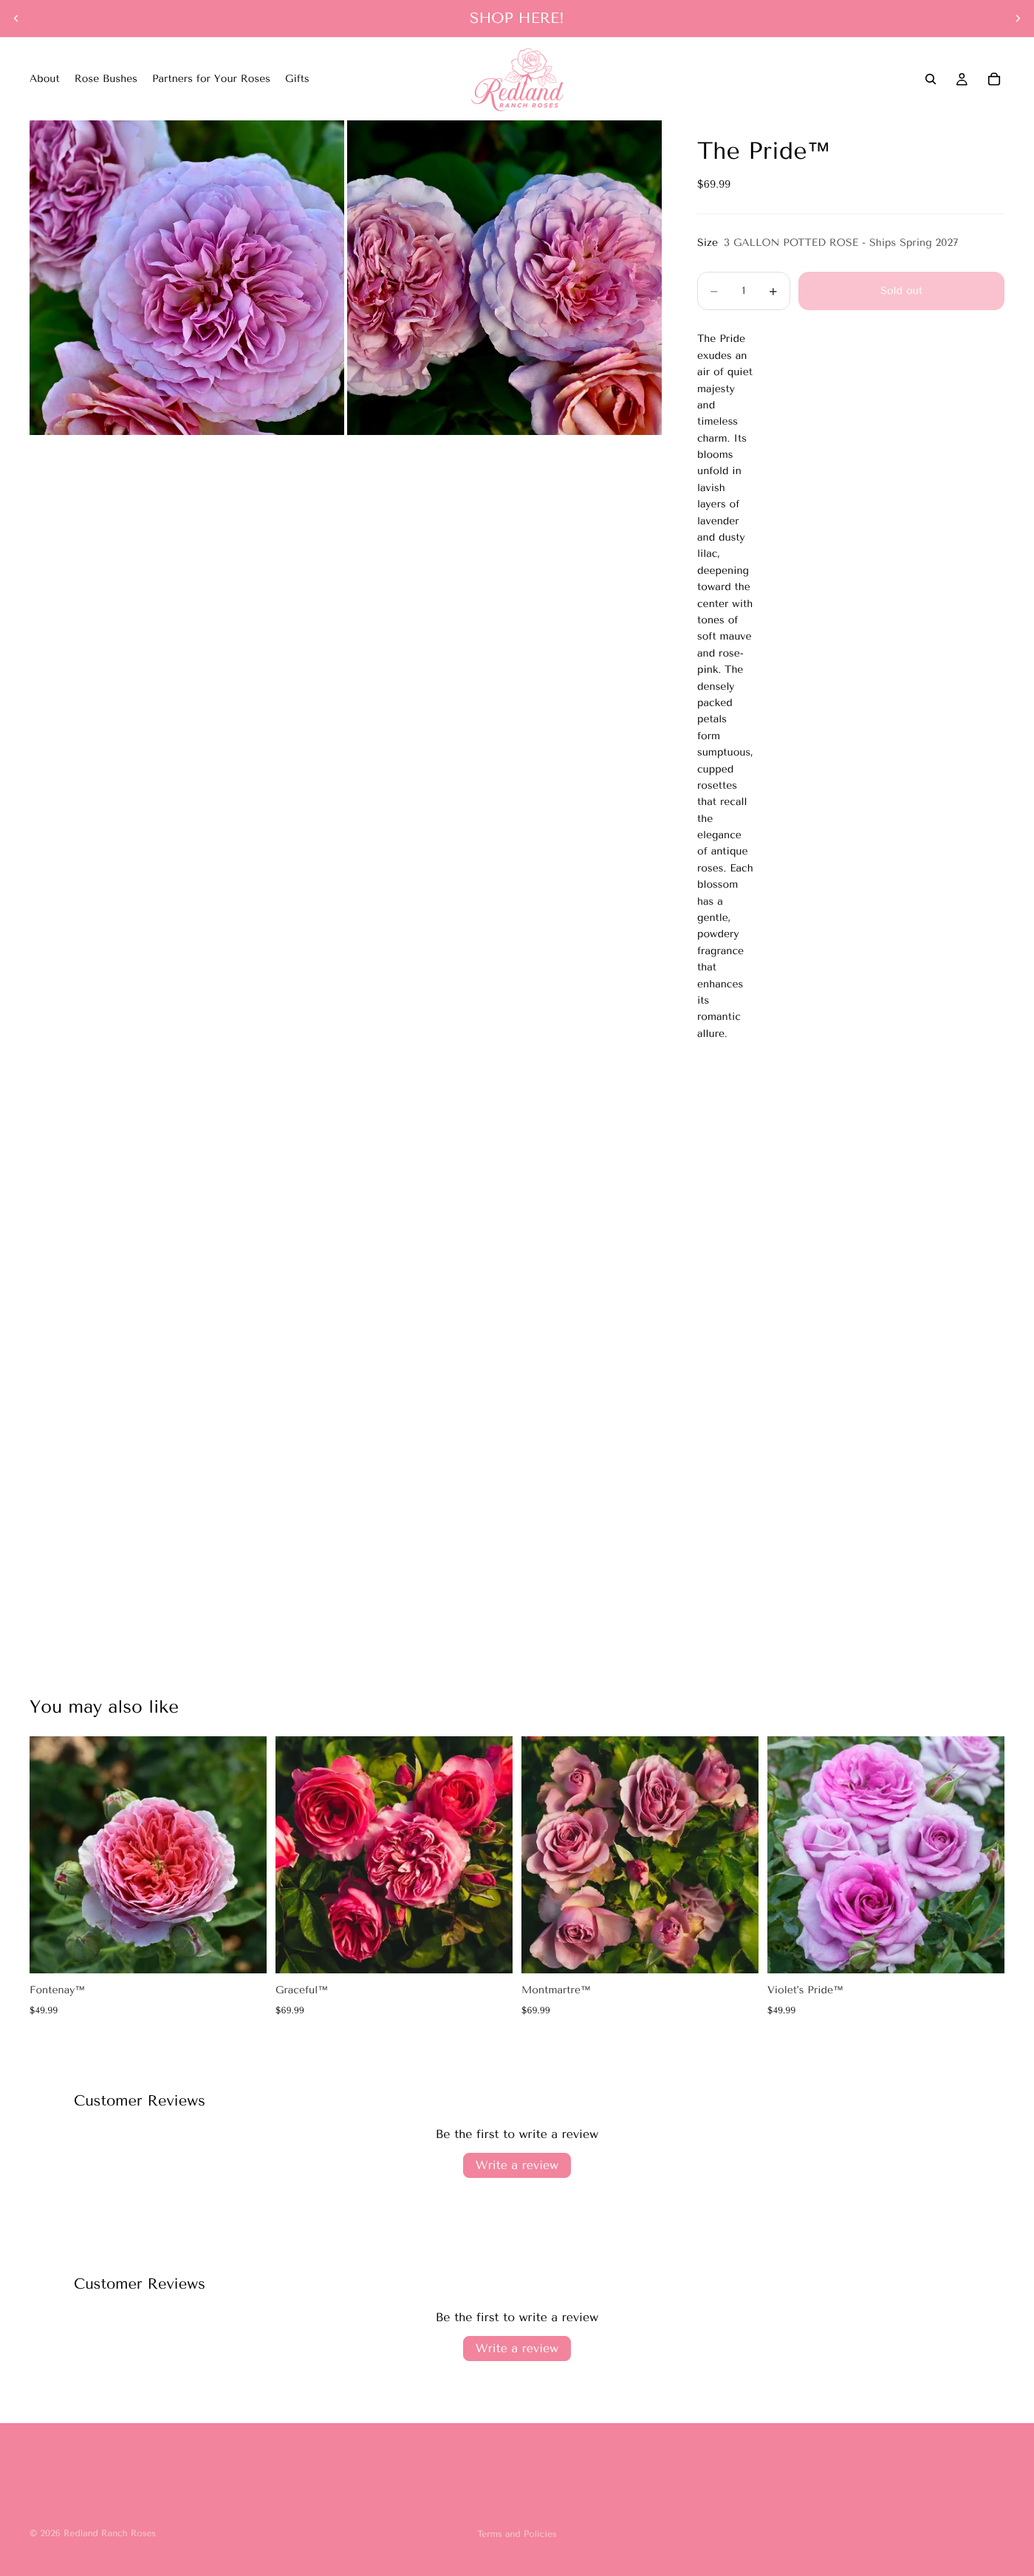 SHOP HERE!
About Rose Bushes Partners for Your Roses Gifts
Redland
RANCH ROSES
The Pride™
$69.99
Size 3 GALLON POTTED ROSE - Ships Spring 2027
1
Sold out
The Pride
exudes an
air of quiet
majesty
and
timeless
charm. Its
blooms
unfold in
lavish
layers of
lavender
and dusty
lilac,
deepening
toward the
center with
tones of
soft mauve
and rose-
pink. The
densely
packed
petals
form
sumptuous,
cupped
rosettes
that recall
the
elegance
of antique
roses. Each
blossom
has a
gentle,
powdery
fragrance
that
enhances
its
romantic
allure.
You may also like
Fontenay™
$49.99
Graceful™
$69.99
Montmartre™
$69.99
Violet's Pride™
$49.99
Customer Reviews
Be the first to write a review
Write a review
Customer Reviews
Be the first to write a review
Write a review
© 2026 Redland Ranch Roses
Terms and Policies